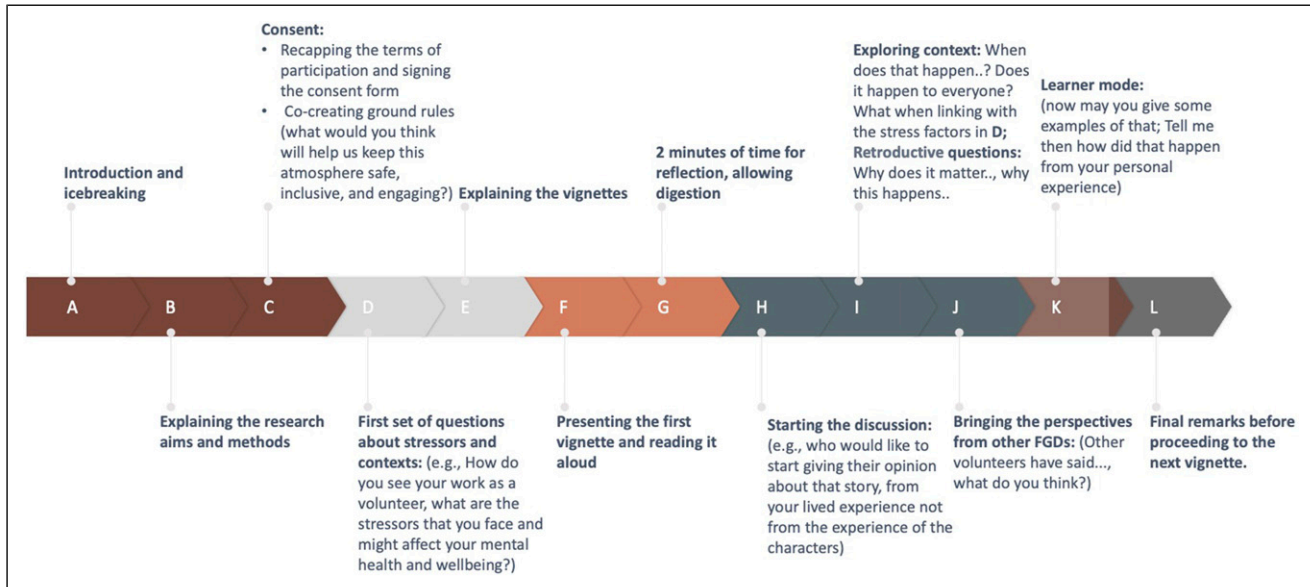 Consent:
• Recapping the terms of
participation and signing
the consent form
• Co-creating ground rules
(what would you think
will help us keep this
atmosphere safe,
inclusive, and engaging?)
Introduction and
icebreaking
Explaining the vignettes
2 minutes of time for
reflection, allowing
digestion
Exploring context: When
does that happen..? Does
it happen to everyone?
What when linking with
the stress factors in D;
Retroductive questions:
Why does it matter.., why
this happens..
Learner mode:
(now may you give some
examples of that; Tell me
then how did that happen
from your personal
experience)
A B C D E F G H I J K L
Explaining the research
aims and methods
First set of questions
about stressors and
contexts: (e.g., How do
you see your work as a
volunteer, what are the
stressors that you face and
might affect your mental
health and wellbeing?)
Presenting the first
vignette and reading it
aloud
Starting the discussion:
(e.g., who would like to
start giving their opinion
about that story, from
your lived experience not
from the experience of the
characters)
Bringing the perspectives
from other FGDs: (Other
volunteers have said...,
what do you think?)
Final remarks before
proceeding to the
next vignette.